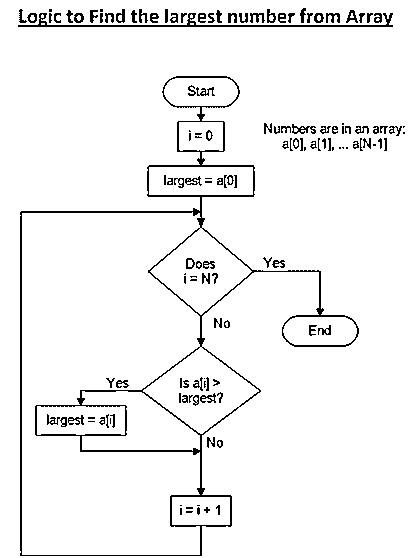 Logic to Find the largest number from Array
Start
i = 0
Numbers are in an array:
a[0], a[1], ... a[N-1]
largest = a[0]
Does
i = N?
Yes
No
End
Is a[i] >
largest?
Yes
largest = a[i]
No
i = i + 1